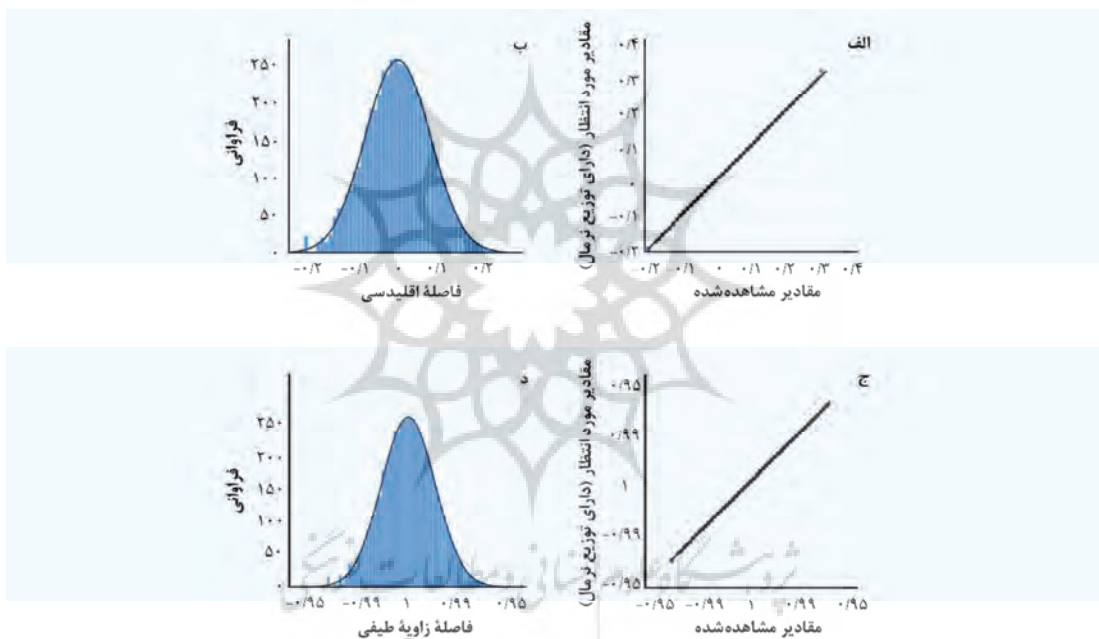 الف
مقادیر مورد انتظار (دارای توزیع نرمال)
۰/۴
۰/۳
۰/۲
۰/۱
۰
-۰/۱
-۰/۲
-۰/۲ -۰/۱ ۰ ۰/۱ ۰/۲ ۰/۳ ۰/۴
مقادیر مشاهده‌شده
ب
فراوانی
۲۵۰
۲۰۰
۱۵۰
۱۰۰
۵۰
۰
-۰/۲ -۰/۱ ۰ ۰/۱ ۰/۲
فاصلهٔ اقلیدسی
ج
مقادیر مورد انتظار (دارای توزیع نرمال)
۰/۹۵
۰/۹۹
۱
-۰/۹۹
-۰/۹۵
-۰/۹۵ -۰/۹۹ ۱ ۰/۹۹ ۰/۹۵
مقادیر مشاهده‌شده
د
فراوانی
۲۵۰
۲۰۰
۱۵۰
۱۰۰
۵۰
۰
-۰/۹۵ -۰/۹۹ ۱ ۰/۹۹ ۰/۹۵
فاصلهٔ زاویهٔ طیفی